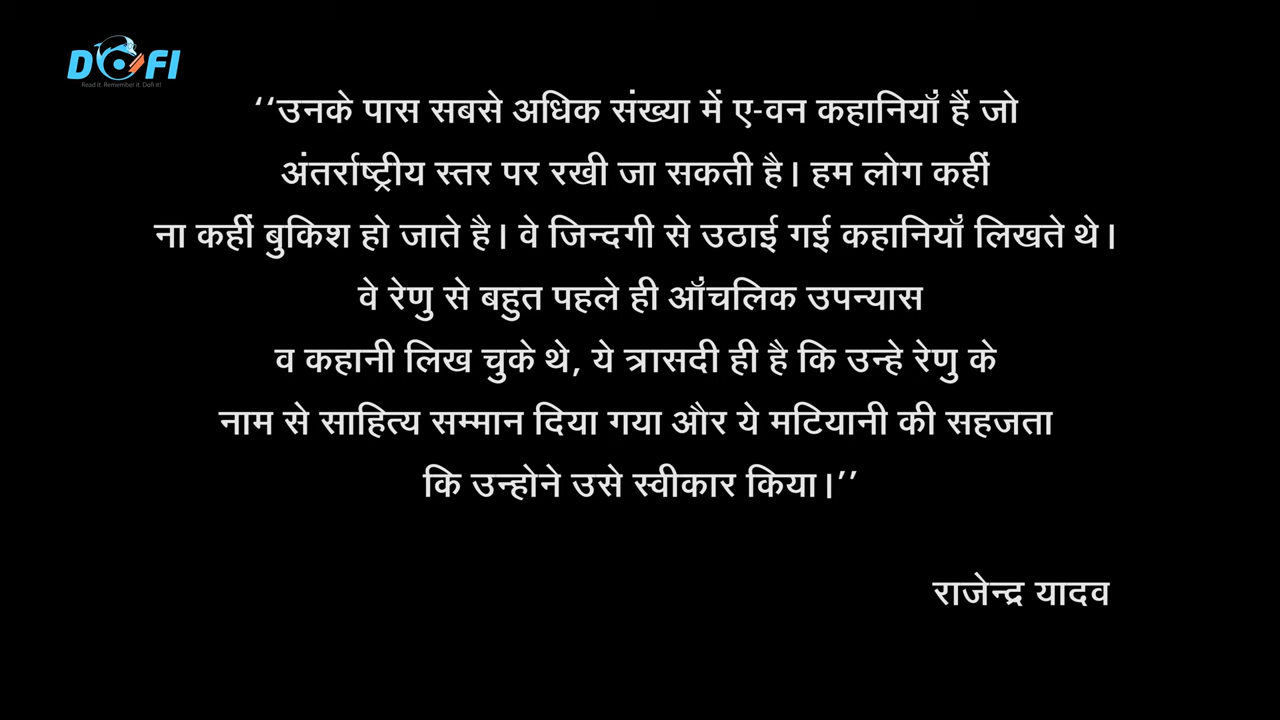 DOFI
Read it. Remember it. Dofi It!
‘‘उनके पास सबसे अधिक संख्या में ए-वन कहानियाँ हैं जो
अंतर्राष्ट्रीय स्तर पर रखी जा सकती है। हम लोग कहीं
ना कहीं बुकिश हो जाते है। वे जिन्दगी से उठाई गई कहानियाँ लिखते थे।
वे रेणु से बहुत पहले ही आँचलिक उपन्यास
व कहानी लिख चुके थे, ये त्रासदी ही है कि उन्हे रेणु के
नाम से साहित्य सम्मान दिया गया और ये मटियानी की सहजता
कि उन्होने उसे स्वीकार किया।’’
राजेन्द्र यादव